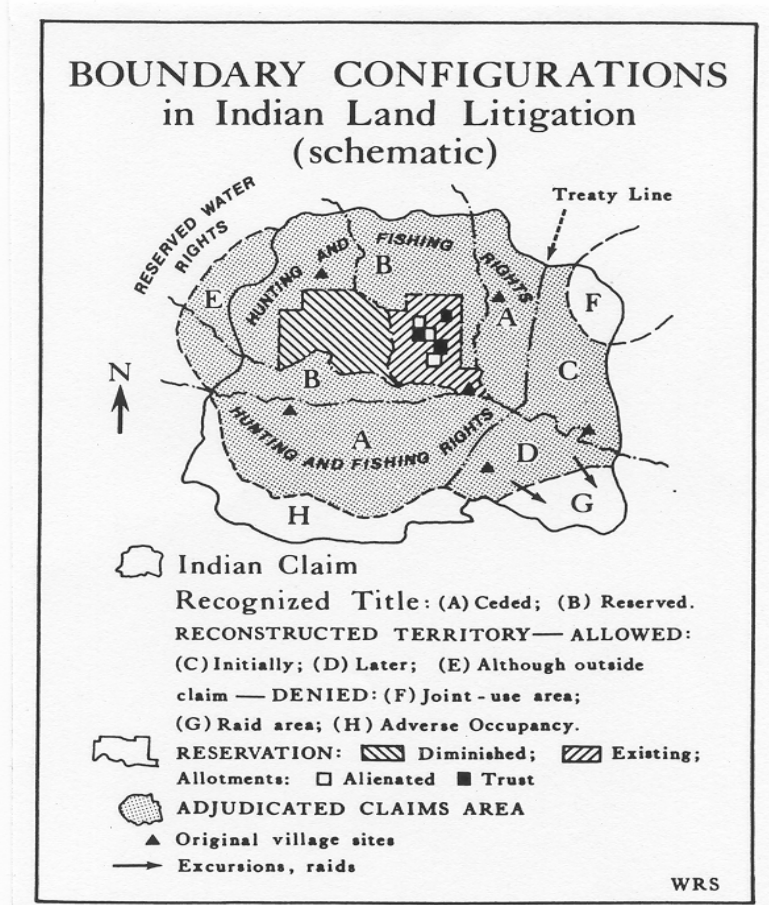 BOUNDARY CONFIGURATIONS
in Indian Land Litigation
(schematic)
Treaty Line
RESERVED WATER
RIGHTS
HUNTING AND FISHING RIGHTS
E
B
A
F
C
N
B
A
HUNTING AND FISHING RIGHTS
D
H
G
Indian Claim
Recognized Title: (A) Ceded; (B) Reserved.
RECONSTRUCTED TERRITORY — ALLOWED:
(C) Initially; (D) Later; (E) Although outside
claim — DENIED: (F) Joint-use area;
(G) Raid area; (H) Adverse Occupancy.
RESERVATION: Diminished; Existing;
Allotments: Alienated Trust
ADJUDICATED CLAIMS AREA
Original village sites
Excursions, raids
WRS